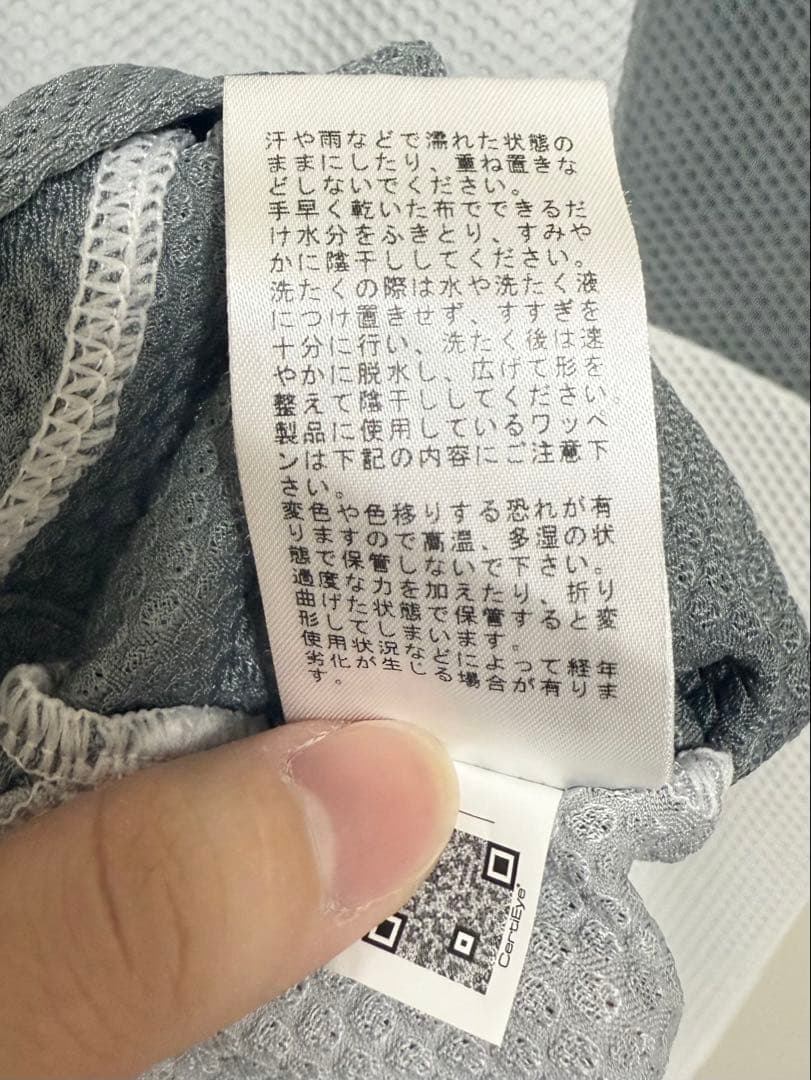 汗や雨などで濡れた状態の
ままにしたり、重ね置きな
どしないでください。
手早く乾いた布でできるだ
け水分をふきとり、すみや
かに陰干ししてください。
洗たくの際は水や洗たく液
につけ置きせず、すすぎを
十分に行い、洗たく後は速
やかに脱水し、広げて形を
整えて陰干ししてください。
製品に使用しているワッペ
ンは下記の内容にご注意下
さい。
変色や色移りする恐れが有
りますので高温、多湿の状
態で保管しないで下さい。
過度な力を加えたり、折り
曲げた状態で保管すると変
形してしまいます。
使用状況などによって経年
劣化が生じる場合が有りま
す。
CertiEye